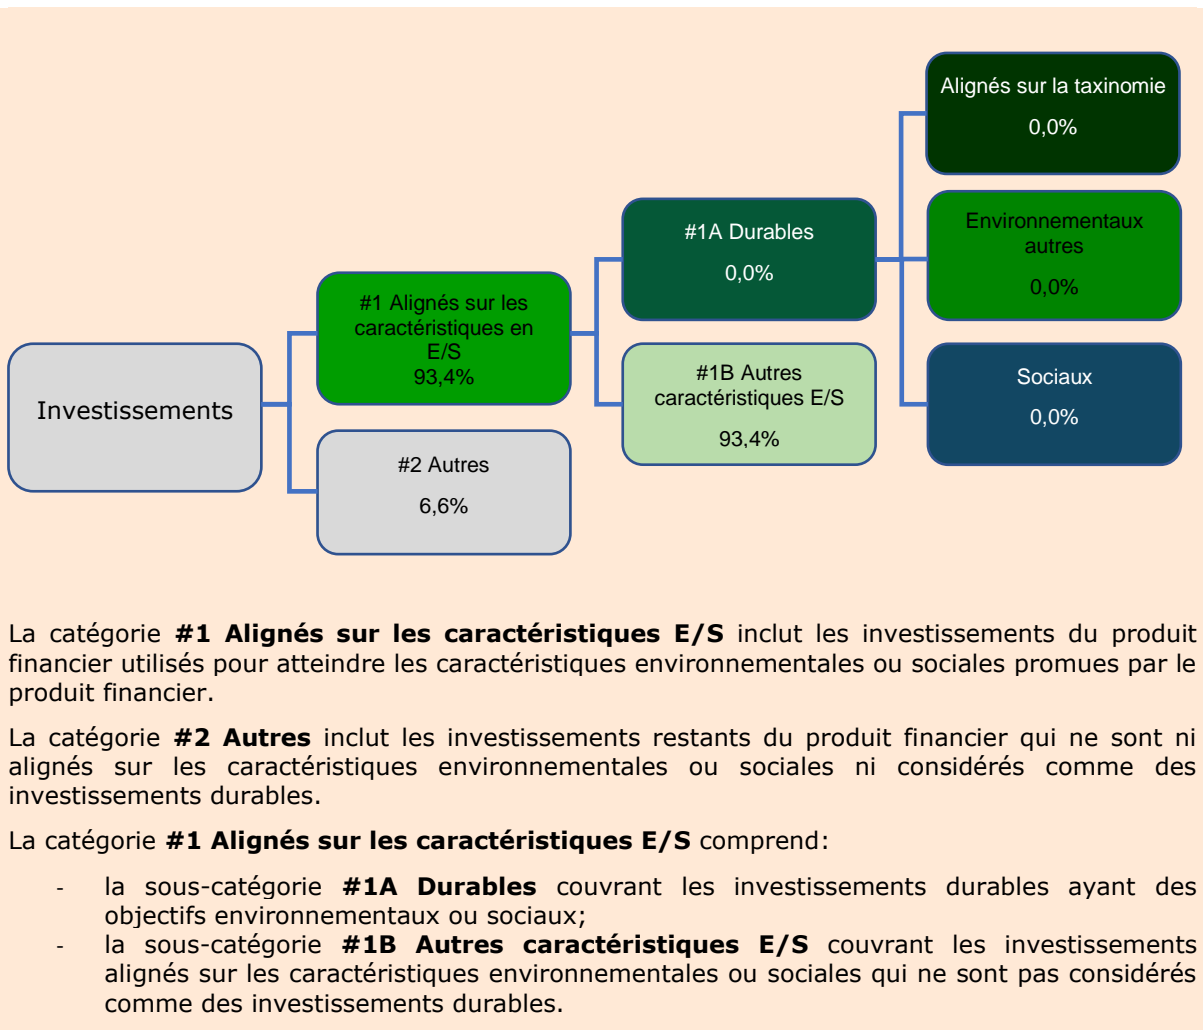 Alignés sur la taxinomie
0,0%
#1A Durables
0,0%
Environnementaux
autres
0,0%
#1 Alignés sur les
caractéristiques en
E/S
93,4%
Investissements
#1B Autres
caractéristiques E/S
93,4%
Sociaux
0,0%
#2 Autres
6,6%
La catégorie #1 Alignés sur les caractéristiques E/S inclut les investissements du produit
financier utilisés pour atteindre les caractéristiques environnementales ou sociales promues par le
produit financier.
La catégorie #2 Autres inclut les investissements restants du produit financier qui ne sont ni
alignés sur les caractéristiques environnementales ou sociales ni considérés comme des
investissements durables.
La catégorie #1 Alignés sur les caractéristiques E/S comprend:
- la sous-catégorie #1A Durables couvrant les investissements durables ayant des
objectifs environnementaux ou sociaux;
- la sous-catégorie #1B Autres caractéristiques E/S couvrant les investissements
alignés sur les caractéristiques environnementales ou sociales qui ne sont pas considérés
comme des investissements durables.